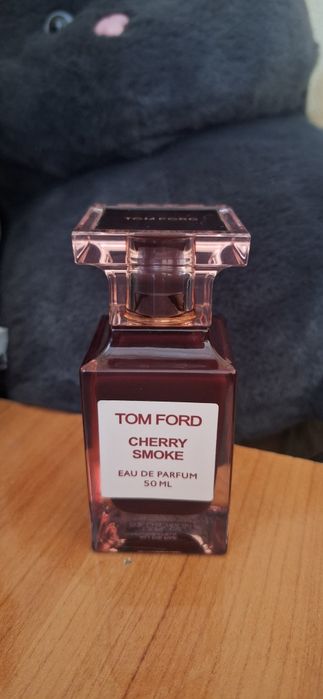 TOM FORD
TOM FORD
CHERRY
SMOKE
EAU DE PARFUM
50 ML